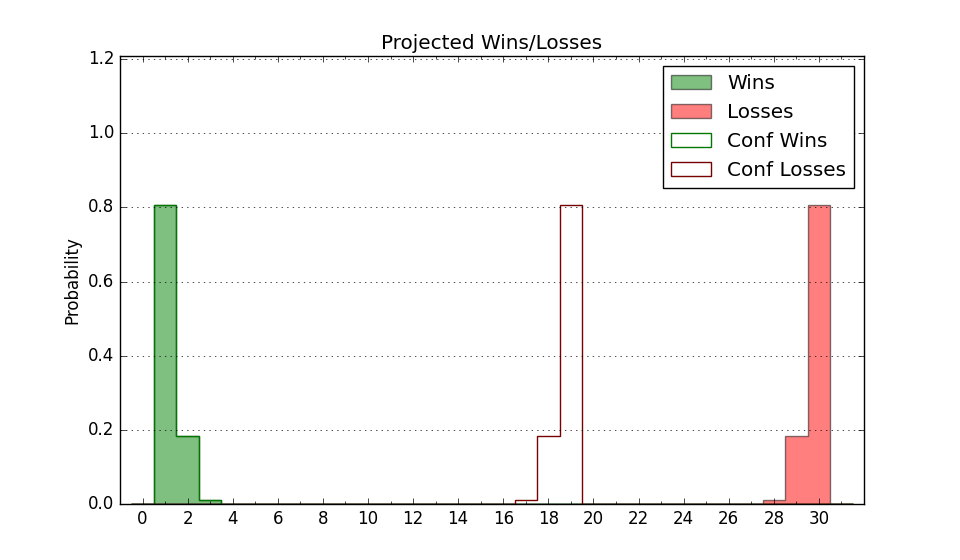 Projected Wins/Losses
1.2
1.0
0.8
0.6
0.4
0.2
0.0
Probability
Wins
Losses
Conf Wins
Conf Losses
0 2 4 6 8 10 12 14 16 18 20 22 24 26 28 30